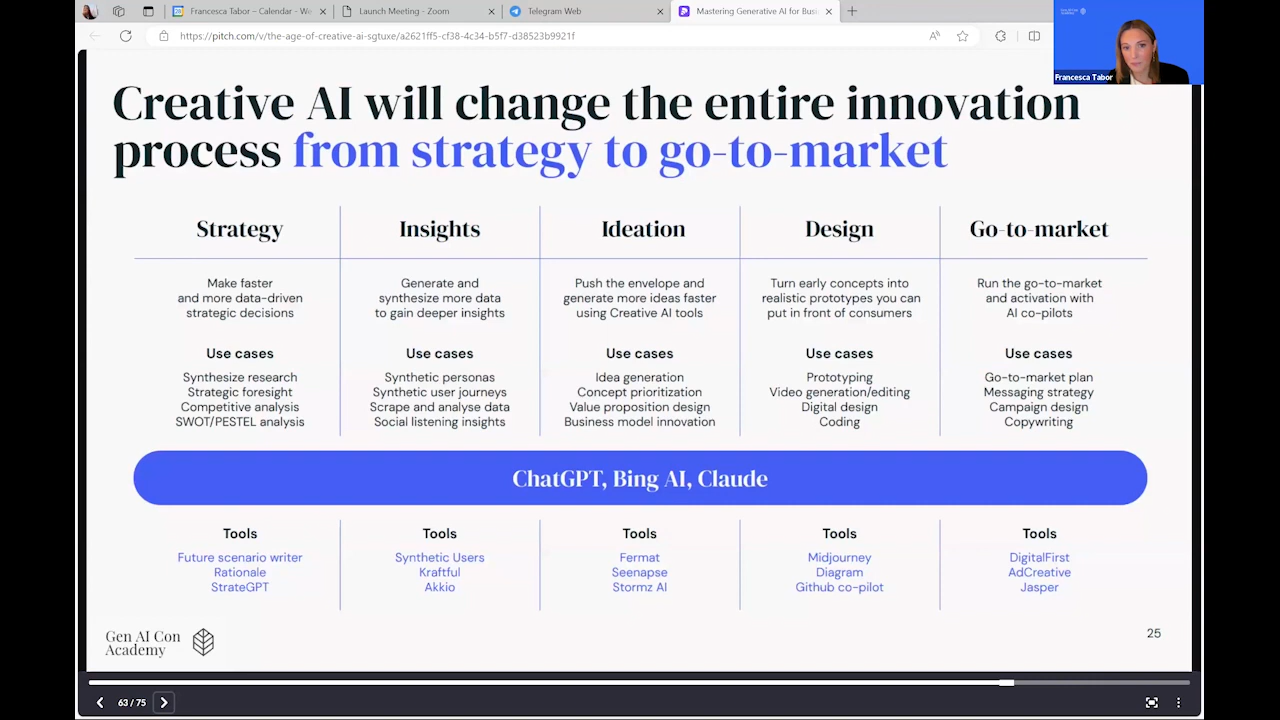 Francesca Tabor – Calendar - We
Launch Meeting - Zoom
Telegram Web
Mastering Generative AI for Busi
https://pitch.com/v/the-age-of-creative-ai-sgtuxe/a2621ff5-cf38-4c34-b5f7-d38523b9921f
Gen AI Con
Academy
Francesca Tabor
Creative AI will change the entire innovation
process from strategy to go-to-market
Strategy
Insights
Ideation
Design
Go-to-market
Make faster
and more data-driven
strategic decisions
Generate and
synthesize more data
to gain deeper insights
Push the envelope and
generate more ideas faster
using Creative AI tools
Turn early concepts into
realistic prototypes you can
put in front of consumers
Run the go-to-market
and activation with
AI co-pilots
Use cases
Synthesize research
Strategic foresight
Competitive analysis
SWOT/PESTEL analysis
Use cases
Synthetic personas
Synthetic user journeys
Scrape and analyse data
Social listening insights
Use cases
Idea generation
Concept prioritization
Value proposition design
Business model innovation
Use cases
Prototyping
Video generation/editing
Digital design
Coding
Use cases
Go-to-market plan
Messaging strategy
Campaign design
Copywriting
ChatGPT, Bing AI, Claude
Tools
Future scenario writer
Rationale
StrateGPT
Tools
Synthetic Users
Kraftful
Akkio
Tools
Fermat
Seenapse
Stormz AI
Tools
Midjourney
Diagram
Github co-pilot
Tools
DigitalFirst
AdCreative
Jasper
Gen AI Con
Academy
25
63 / 75